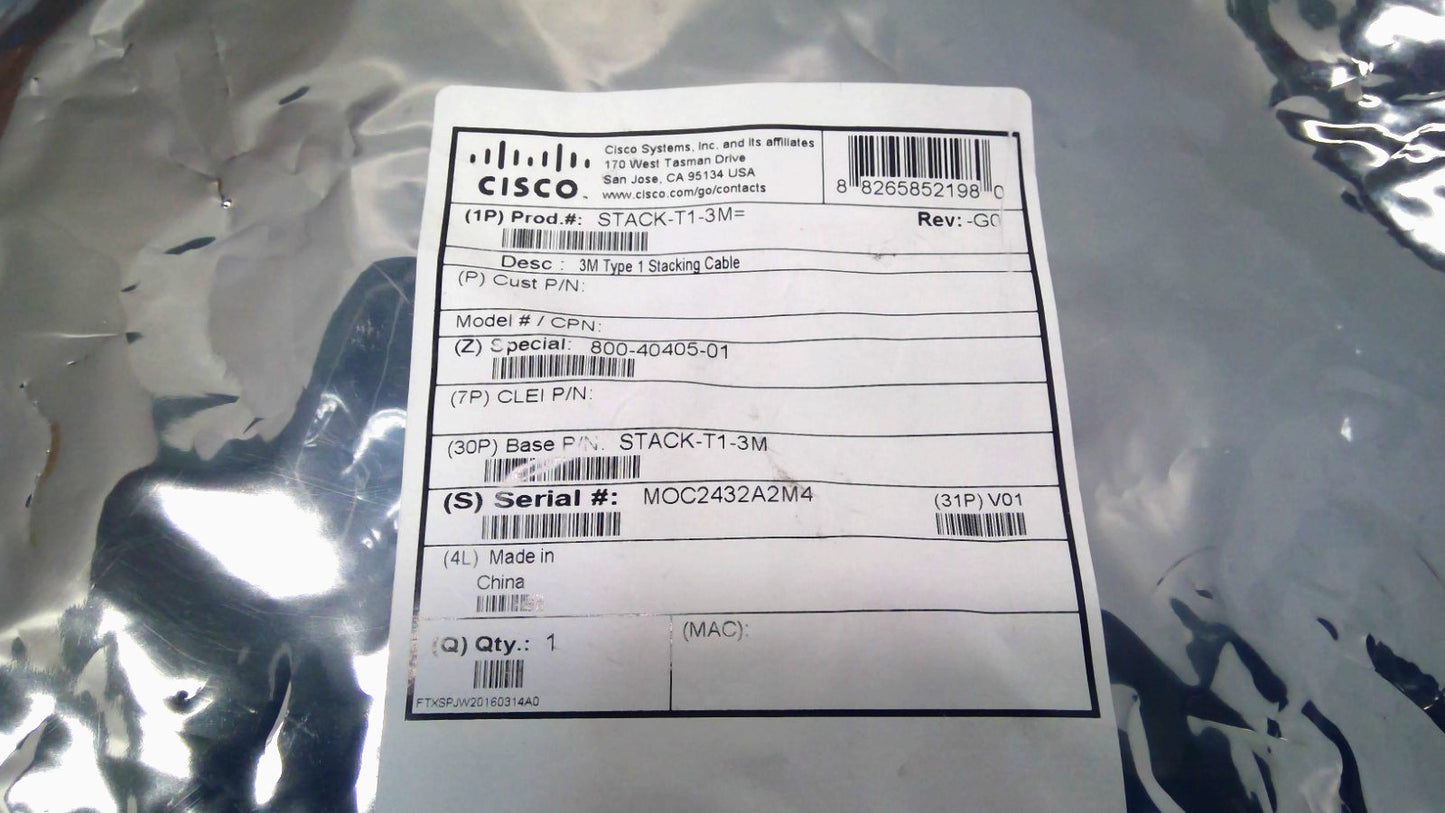 CISCO
Cisco Systems, Inc. and its affiliates
170 West Tasman Drive
San Jose, CA 95134 USA
www.cisco.com/go/contacts
8 8265852198 0
(1P) Prod.#: STACK-T1-3M=
Rev: -G0
Desc : 3M Type 1 Stacking Cable
(P) Cust P/N:
Model # / CPN:
(Z) Special: 800-40405-01
(7P) CLEI P/N:
(30P) Base P/N: STACK-T1-3M
(S) Serial #: MOC2432A2M4
(31P) V01
(4L) Made in
China
(Q) Qty.: 1
(MAC):
FTXSPJW20160314A0